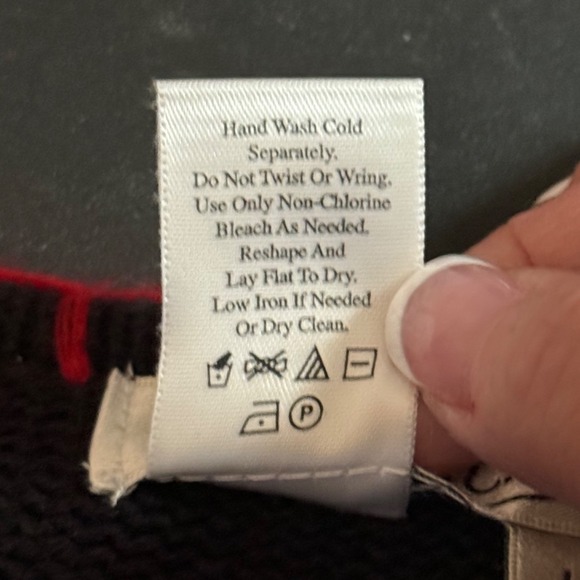 Hand Wash Cold
Separately.
Do Not Twist Or Wring.
Use Only Non-Chlorine
Bleach As Needed.
Reshape And
Lay Flat To Dry.
Low Iron If Needed
Or Dry Clean.
P